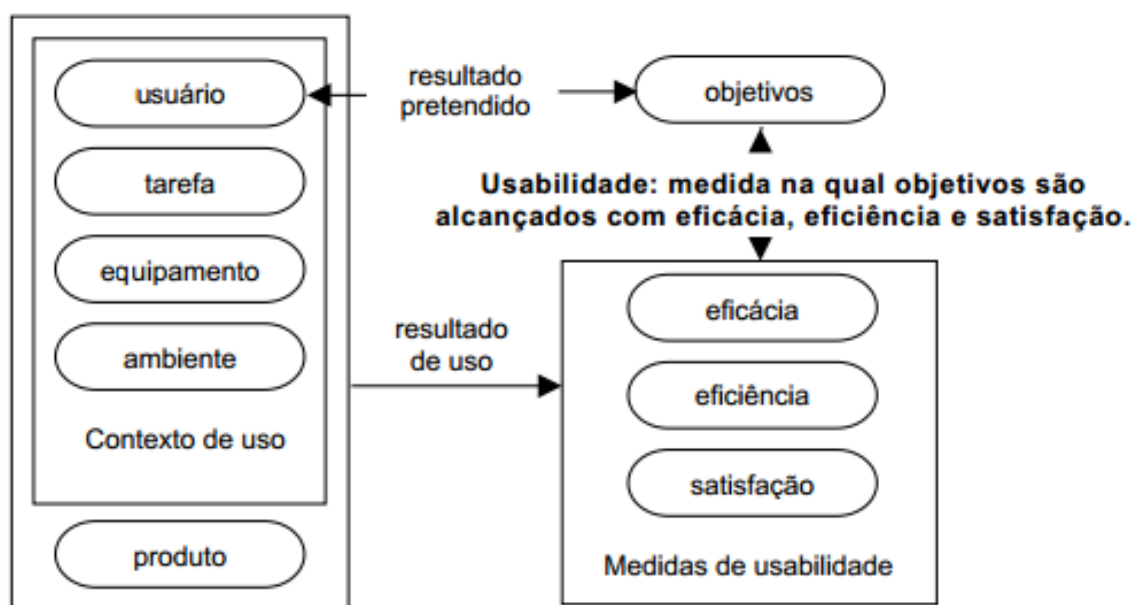 usuário
tarefa
equipamento
ambiente
Contexto de uso
produto
resultado
pretendido
objetivos
Usabilidade: medida na qual objetivos são
alcançados com eficácia, eficiência e satisfação.
resultado
de uso
eficácia
eficiência
satisfação
Medidas de usabilidade